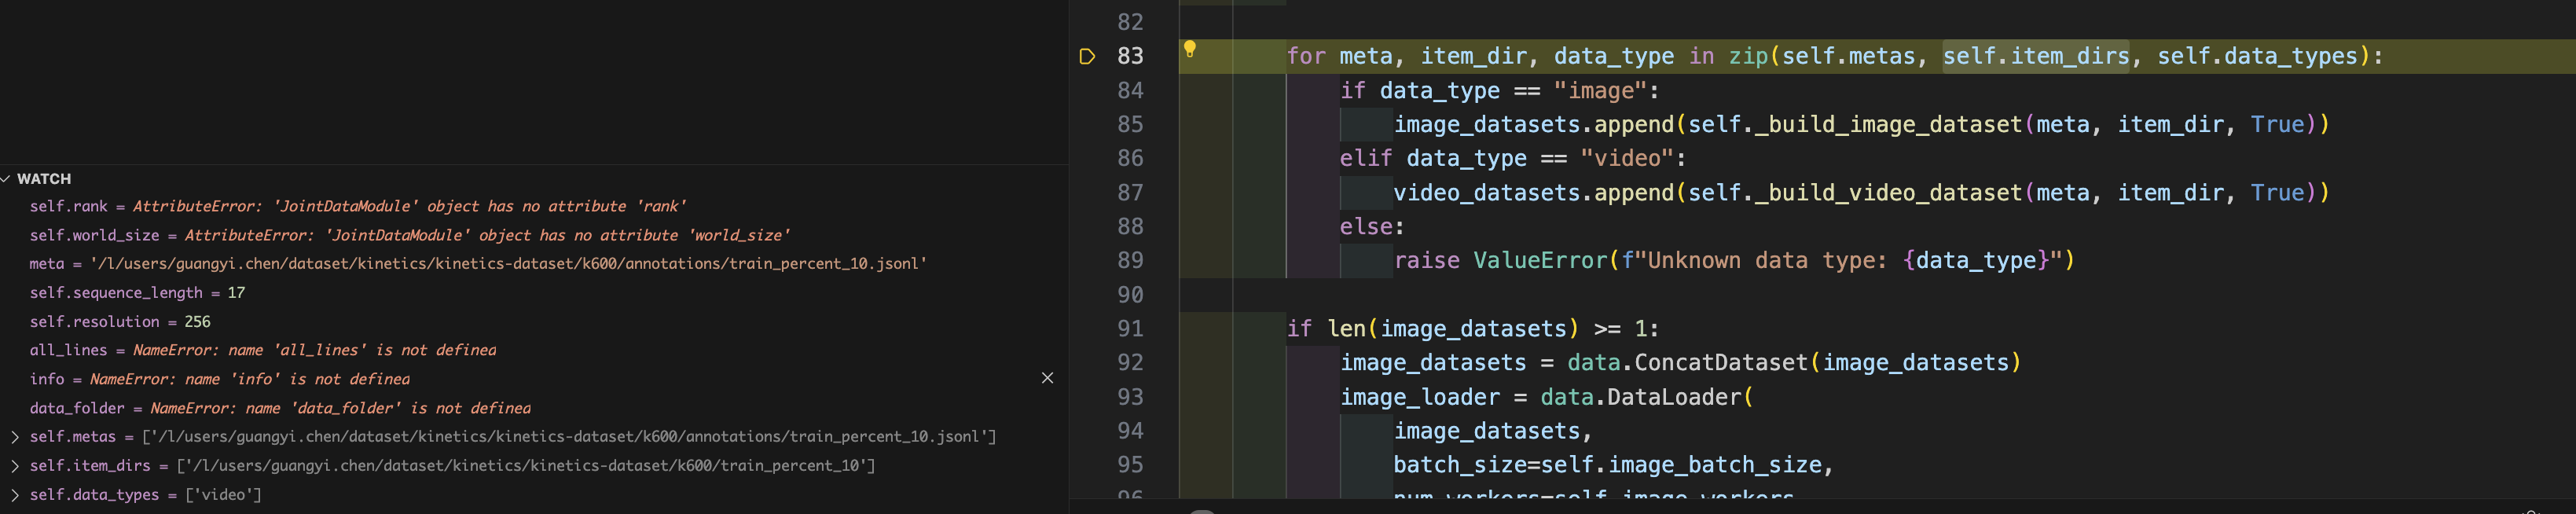 WATCH
self.rank = AttributeError: 'JointDataModule' object has no attribute 'rank'
self.world_size = AttributeError: 'JointDataModule' object has no attribute 'world_size'
meta = '/l/users/guangyi.chen/dataset/kinetics/kinetics-dataset/k600/annotations/train_percent_10.jsonl'
self.sequence_length = 17
self.resolution = 256
all_lines = NameError: name 'all_lines' is not defined
info = NameError: name 'info' is not defined
data_folder = NameError: name 'data_folder' is not defined
self.metas = ['/l/users/guangyi.chen/dataset/kinetics/kinetics-dataset/k600/annotations/train_percent_10.jsonl']
self.item_dirs = ['/l/users/guangyi.chen/dataset/kinetics/kinetics-dataset/k600/train_percent_10']
self.data_types = ['video']
82
83 for meta, item_dir, data_type in zip(self.metas, self.item_dirs, self.data_types):
84 if data_type == "image":
85 image_datasets.append(self._build_image_dataset(meta, item_dir, True))
86 elif data_type == "video":
87 video_datasets.append(self._build_video_dataset(meta, item_dir, True))
88 else:
89 raise ValueError(f"Unknown data type: {data_type}")
90
91 if len(image_datasets) >= 1:
92 image_datasets = data.ConcatDataset(image_datasets)
93 image_loader = data.DataLoader(
94 image_datasets,
95 batch_size=self.image_batch_size,
96 num_workers=self.image_workers